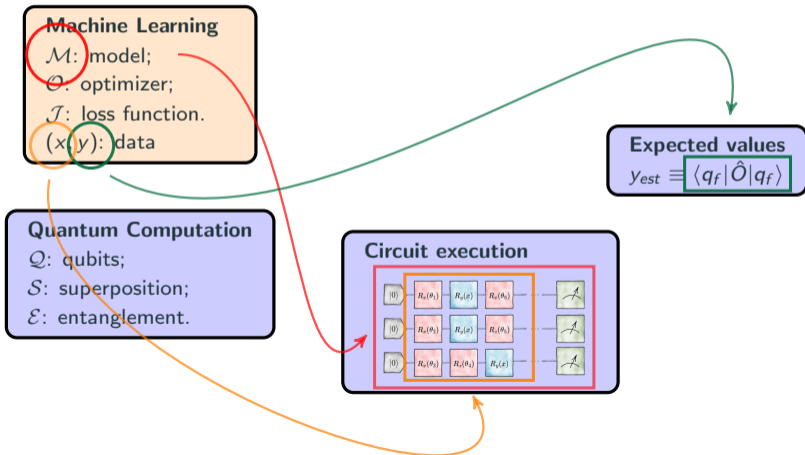 Machine Learning
ℳ: model;
𝒪: optimizer;
𝒥: loss function.
(x, y): data
Expected values
y_est ≡ ⟨q_f|Ô|q_f⟩
Quantum Computation
𝒬: qubits;
𝒮: superposition;
ℰ: entanglement.
Circuit execution
|0⟩
|0⟩
|0⟩